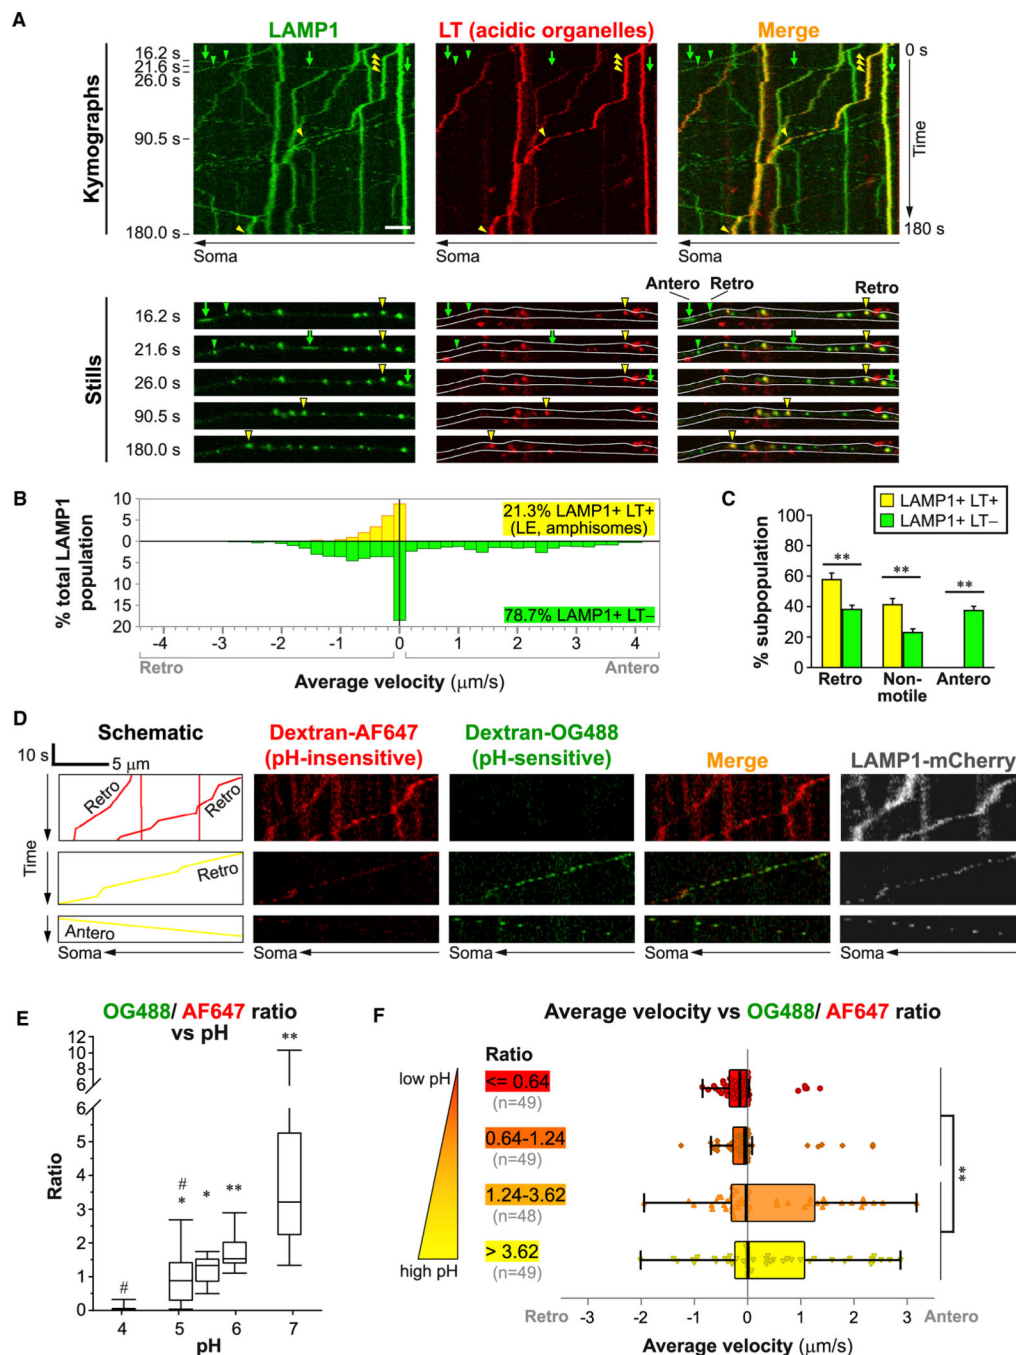 A
LAMP1
LT (acidic organelles)
Merge
Kymographs
16.2 s
21.6 s
26.0 s
90.5 s
180.0 s
0 s
Time
180 s
Soma
Soma
Soma
Antero
Retro
Retro
Stills
16.2 s
21.6 s
26.0 s
90.5 s
180.0 s
B
% total LAMP1
population
10
5
0
5
10
15
20
21.3% LAMP1+ LT+
(LE, amphisomes)
78.7% LAMP1+ LT–
-4 -3 -2 -1 0 1 2 3 4
Retro
Antero
Average velocity (μm/s)
C
LAMP1+ LT+
LAMP1+ LT–
% subpopulation
100
80
60
40
20
0
** ** **
Retro
Non-
motile
Antero
D
10 s
5 μm
Schematic
Dextran-AF647
(pH-insensitive)
Dextran-OG488
(pH-sensitive)
Merge
LAMP1-mCherry
Time
Retro
Retro
Retro
Antero
Soma
Soma
Soma
Soma
Soma
E
OG488/ AF647 ratio
vs pH
Ratio
12
10
8
6
6
5
4
3
2
1
0
#
#
*
*
**
**
4 5 6 7
pH
F
Average velocity vs OG488/ AF647 ratio
Ratio
low pH
high pH
<= 0.64
(n=49)
0.64-1.24
(n=49)
1.24-3.62
(n=48)
> 3.62
(n=49)
**
Retro
-3 -2 -1 0 1 2 3
Antero
Average velocity (μm/s)